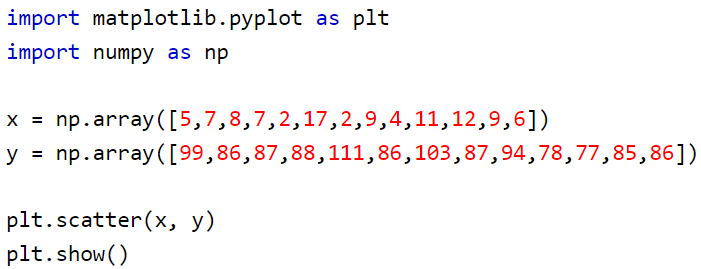 import matplotlib.pyplot as plt
import numpy as np
x = np.array([5,7,8,7,2,17,2,9,4,11,12,9,6])
y = np.array([99,86,87,88,111,86,103,87,94,78,77,85,86])
plt.scatter(x, y)
plt.show()